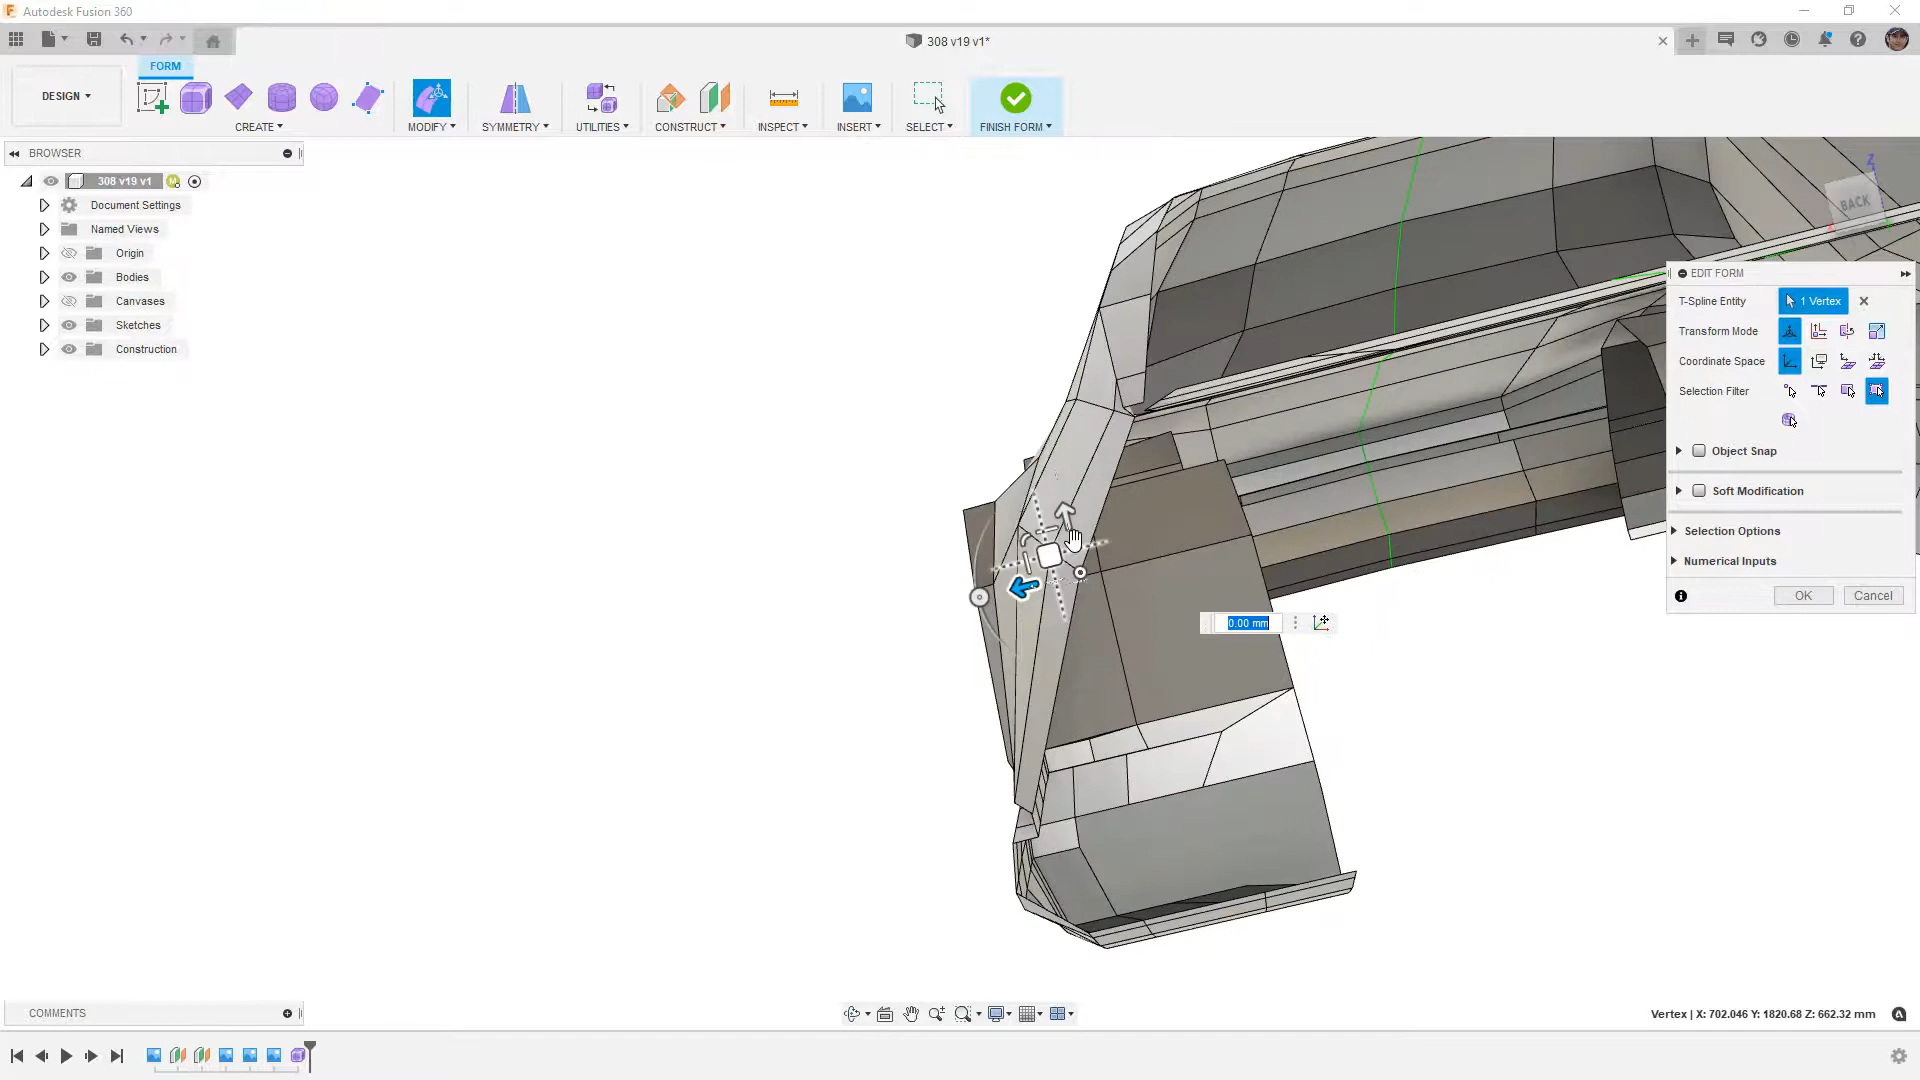 Autodesk Fusion 360
308 v19 v1*
FORM
DESIGN
CREATE
MODIFY
SYMMETRY
UTILITIES
CONSTRUCT
INSPECT
INSERT
SELECT
FINISH FORM
BROWSER
308 v19 v1
Document Settings
Named Views
Origin
Bodies
Canvases
Sketches
Construction
Z
BACK
EDIT FORM
T-Spline Entity
1 Vertex
Transform Mode
Coordinate Space
Selection Filter
Object Snap
Soft Modification
Selection Options
Numerical Inputs
OK
Cancel
0.00 mm
COMMENTS
Vertex | X: 702.046 Y: 1820.68 Z: 662.32 mm